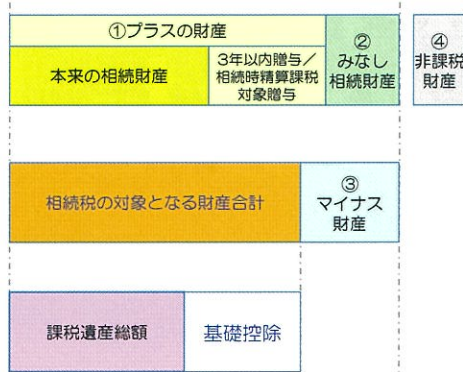 ①プラスの財産
本来の相続財産
3年以内贈与／
相続時精算課税
対象贈与
②
みなし
相続財産
④
非課税
財産
相続税の対象となる財産合計
③
マイナス
財産
課税遺産総額
基礎控除